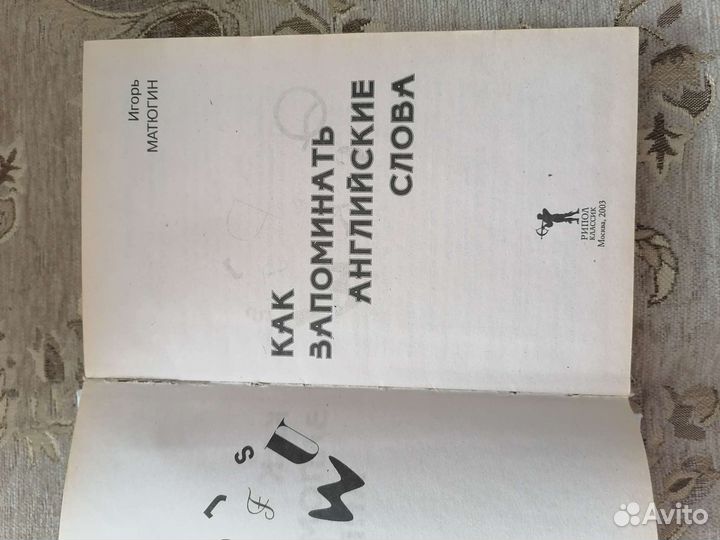 Игорь
МАТЮГИН
КАК
ЗАПОМИНАТЬ
АНГЛИЙСКИЕ
СЛОВА
РИПОЛ
КЛАССИК
Москва, 2003
s
U
F
M
Avito